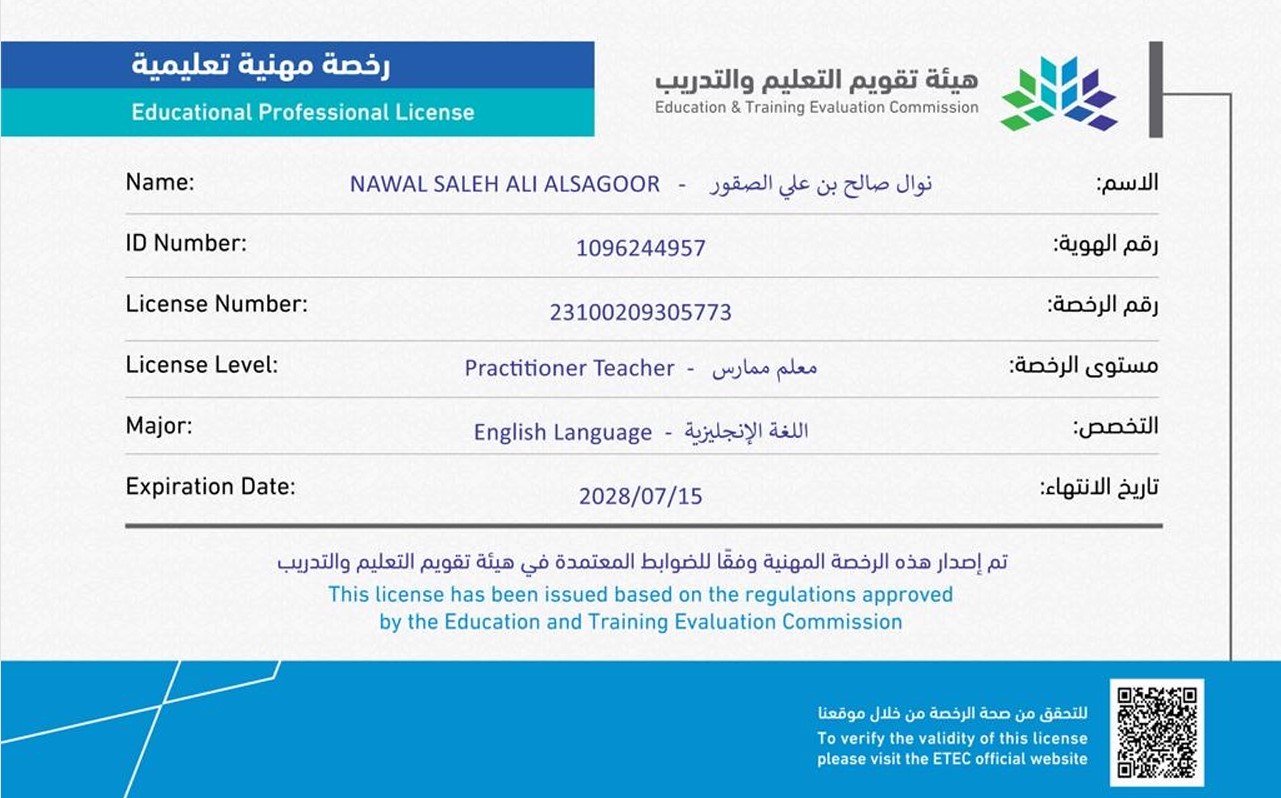 رخصة مهنية تعليمية
Educational Professional License
هيئة تقويم التعليم والتدريب
Education & Training Evaluation Commission
Name: NAWAL SALEH ALI ALSAGOOR - نوال صالح بن علي الصقور الاسم:
ID Number: 1096244957 رقم الهوية:
License Number: 23100209305773 رقم الرخصة:
License Level: Practitioner Teacher - معلم ممارس مستوى الرخصة:
Major: English Language - اللغة الإنجليزية التخصص:
Expiration Date: 2028/07/15 تاريخ الانتهاء:
تم إصدار هذه الرخصة المهنية وفقًا للضوابط المعتمدة في هيئة تقويم التعليم والتدريب
This license has been issued based on the regulations approved
by the Education and Training Evaluation Commission
للتحقق من صحة الرخصة من خلال موقعنا
To verify the validity of this license
please visit the ETEC official website